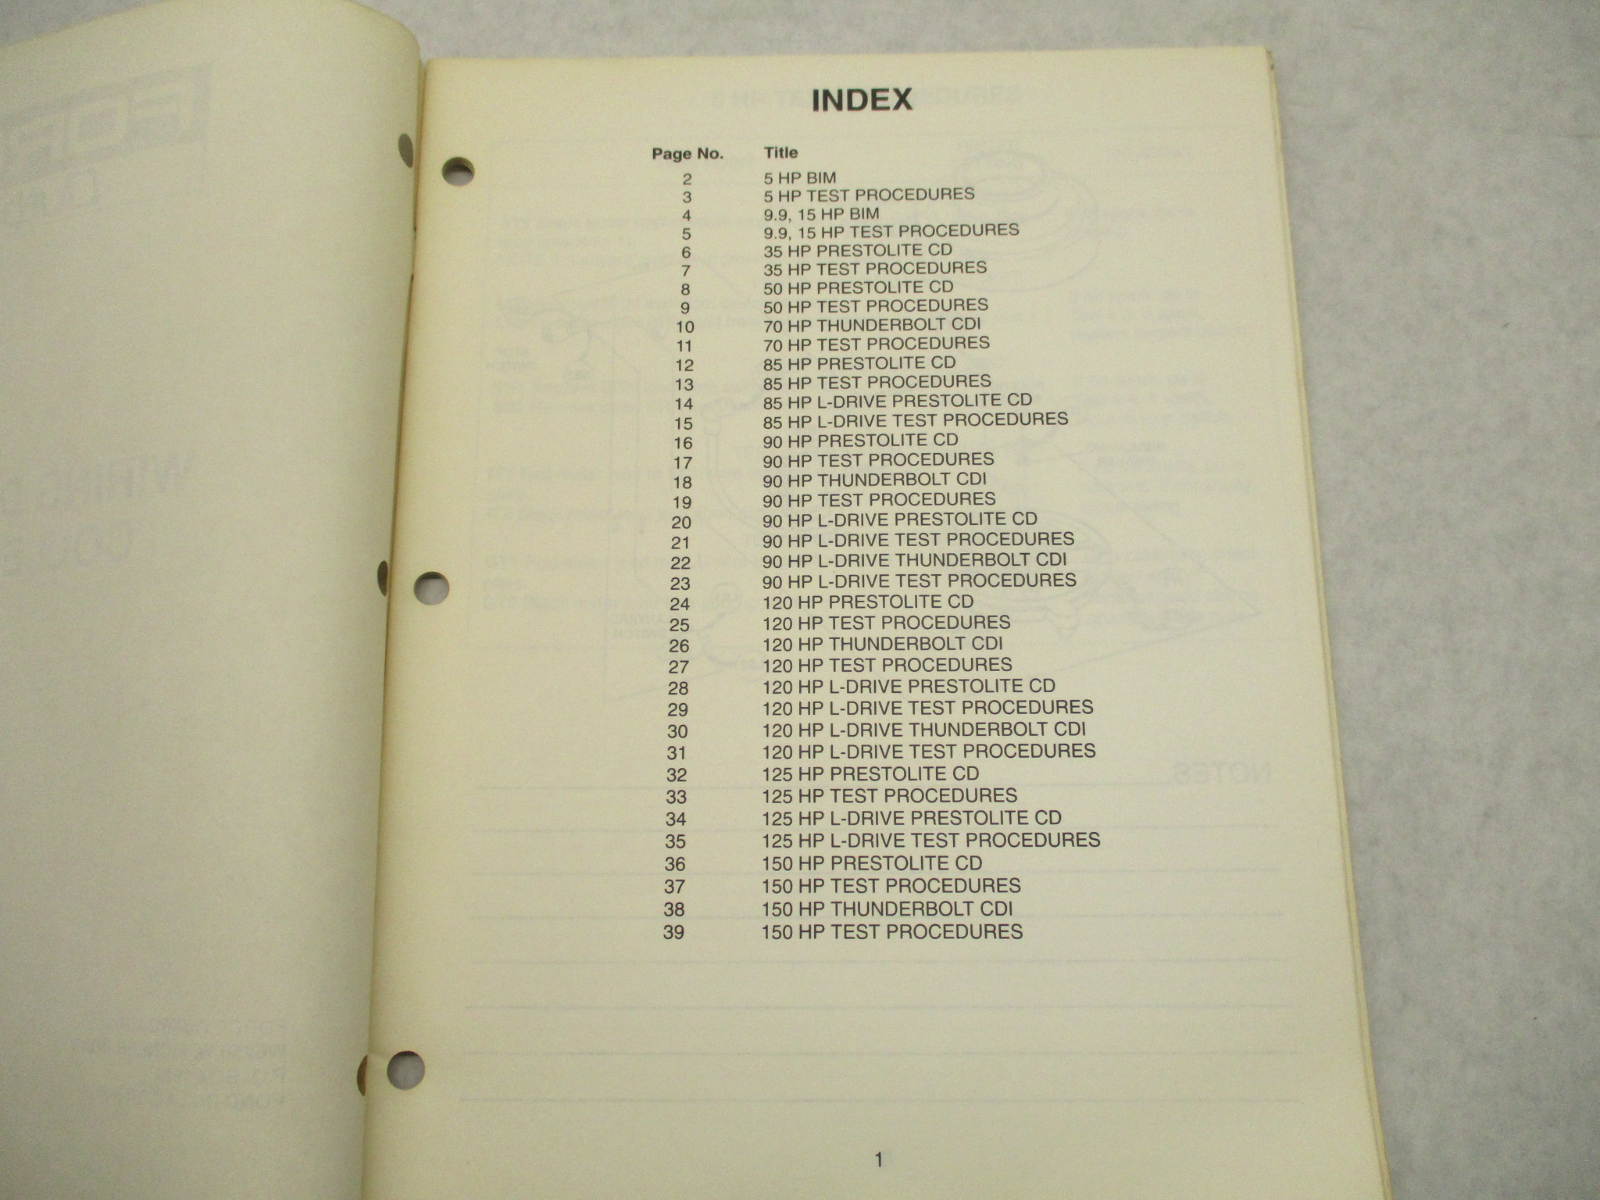 INDEX
Page No. Title
2 5 HP BIM
3 5 HP TEST PROCEDURES
4 9.9, 15 HP BIM
5 9.9, 15 HP TEST PROCEDURES
6 35 HP PRESTOLITE CD
7 35 HP TEST PROCEDURES
8 50 HP PRESTOLITE CD
9 50 HP TEST PROCEDURES
10 70 HP THUNDERBOLT CDI
11 70 HP TEST PROCEDURES
12 85 HP PRESTOLITE CD
13 85 HP TEST PROCEDURES
14 85 HP L-DRIVE PRESTOLITE CD
15 85 HP L-DRIVE TEST PROCEDURES
16 90 HP PRESTOLITE CD
17 90 HP TEST PROCEDURES
18 90 HP THUNDERBOLT CDI
19 90 HP TEST PROCEDURES
20 90 HP L-DRIVE PRESTOLITE CD
21 90 HP L-DRIVE TEST PROCEDURES
22 90 HP L-DRIVE THUNDERBOLT CDI
23 90 HP L-DRIVE TEST PROCEDURES
24 120 HP PRESTOLITE CD
25 120 HP TEST PROCEDURES
26 120 HP THUNDERBOLT CDI
27 120 HP TEST PROCEDURES
28 120 HP L-DRIVE PRESTOLITE CD
29 120 HP L-DRIVE TEST PROCEDURES
30 120 HP L-DRIVE THUNDERBOLT CDI
31 120 HP L-DRIVE TEST PROCEDURES
32 125 HP PRESTOLITE CD
33 125 HP TEST PROCEDURES
34 125 HP L-DRIVE PRESTOLITE CD
35 125 HP L-DRIVE TEST PROCEDURES
36 150 HP PRESTOLITE CD
37 150 HP TEST PROCEDURES
38 150 HP THUNDERBOLT CDI
39 150 HP TEST PROCEDURES
1